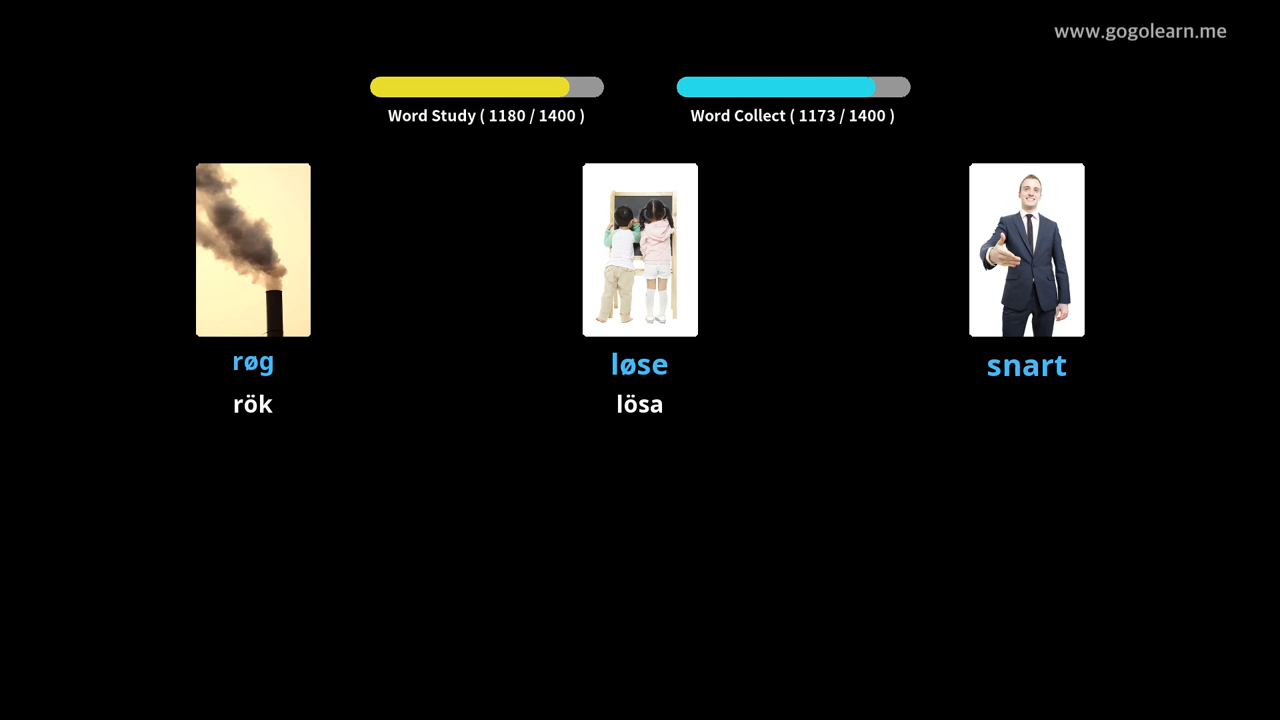 www.gogolearn.me
Word Study ( 1180 / 1400 )
Word Collect ( 1173 / 1400 )
røg
løse
snart
rök
lösa